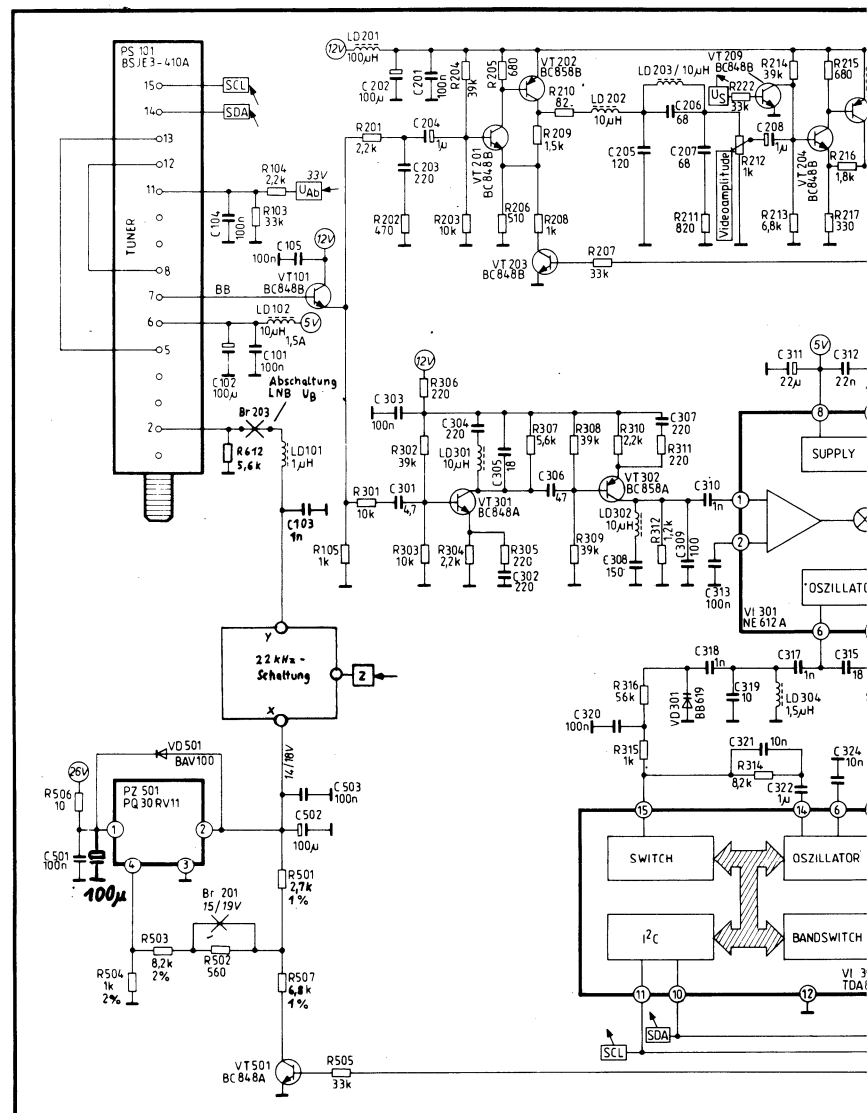 PS 101
BSJE3-410A
15
SCL
14
SDA
13
12
11
R104
2,2k
33V
UAb
C104
100n
R103
33k
TUNER
C105
100n
12V
8
7
BB
VT101
BC848B
LD102
6
10µH
5V
1,5A
5
C102
100µ
C101
100n
Abschaltung
LNB UB
Br203
2
R612
5,6k
LD101
1µH
C103
1n
12V
LD201
100µH
C202
100µ
C201
100n
R204
39k
R205
680
VT202
BC858B
R210
82
LD203/10µH
LD202
10µH
C206
68
VT209
BC848B
US
R222
33k
R214
39k
R215
680
R201
2,2k
C204
1µ
C203
220
VT201
BC848B
R209
1,5k
C205
120
C207
68
R212
1k
C208
1µ
VT204
BC848B
R216
1,8k
Videoamplitude
R202
470
R203
10k
R206
510
R208
1k
R211
820
R213
6,8k
R217
330
VT203
BC848B
R207
33k
12V
R306
220
C303
100n
C304
220
R302
39k
LD301
10µH
C305
18
R307
5,6k
R308
39k
R310
2,2k
C307
220
R311
220
C306
47
VT302
BC858A
R301
10k
C301
4,7
VT301
BC848A
LD302
10µH
R312
1,2k
C309
100
C310
1n
R105
1k
R303
10k
R304
2,2k
R305
220
C302
220
R309
39k
C308
150
C313
100n
C311
22µ
5V
C312
22n
8
SUPPLY
1
2
OSZILLATO
VI 301
NE612A
6
Y
22kHz-
Schaltung
Z
X
14/18V
C318
1n
C317
1n
C315
18
R316
56k
VD301
BB619
C319
10
LD304
1,5µH
C320
100n
R315
1k
C321
10n
R314
8,2k
C322
1µ
C324
10n
VD501
BAV100
26V
R506
10
PZ 501
PQ30RV11
1
2
4
3
C503
100n
C502
100µ
C501
100n
100µ
R501
2,7k
1%
Br 201
15/19V
R503
8,2k
2%
R502
560
R504
1k
2%
R507
6,8k
1%
VT501
BC848A
R505
33k
15
14
6
SWITCH
OSZILLATOR
I²C
BANDSWITCH
11
10
12
VI 3
TDA8
SDA
SCL